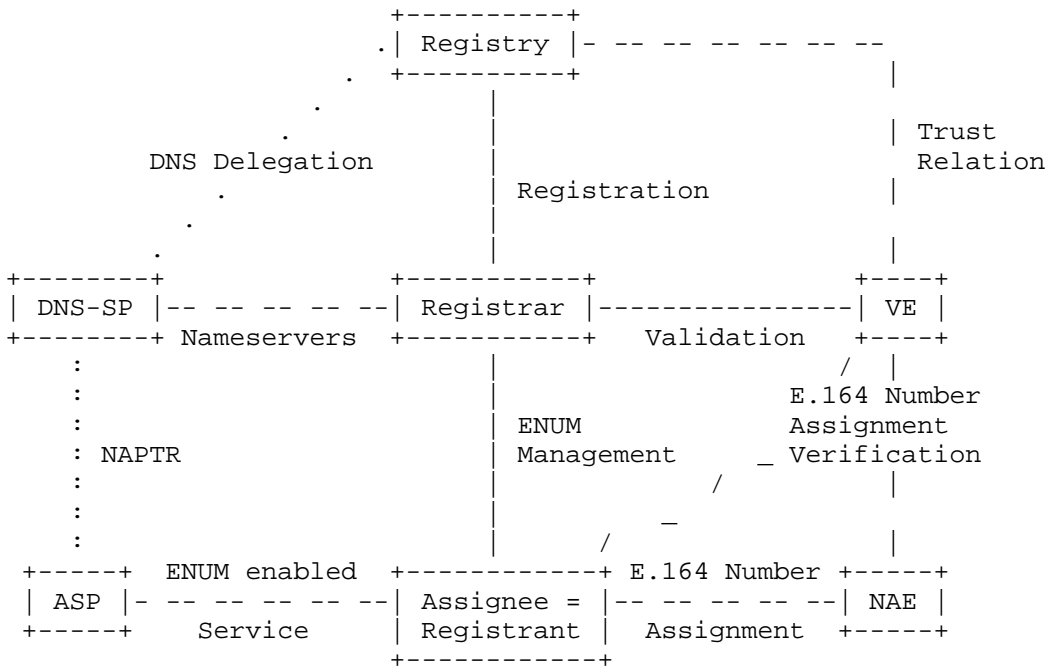 Registry
Trust
DNS Delegation Relation
Registration
DNS-SP Registrar VE
Nameservers Validation
E.164 Number
ENUM Assignment
NAPTR Management Verification
ENUM enabled E.164 Number
ASP Assignee = NAE
Service Registrant Assignment